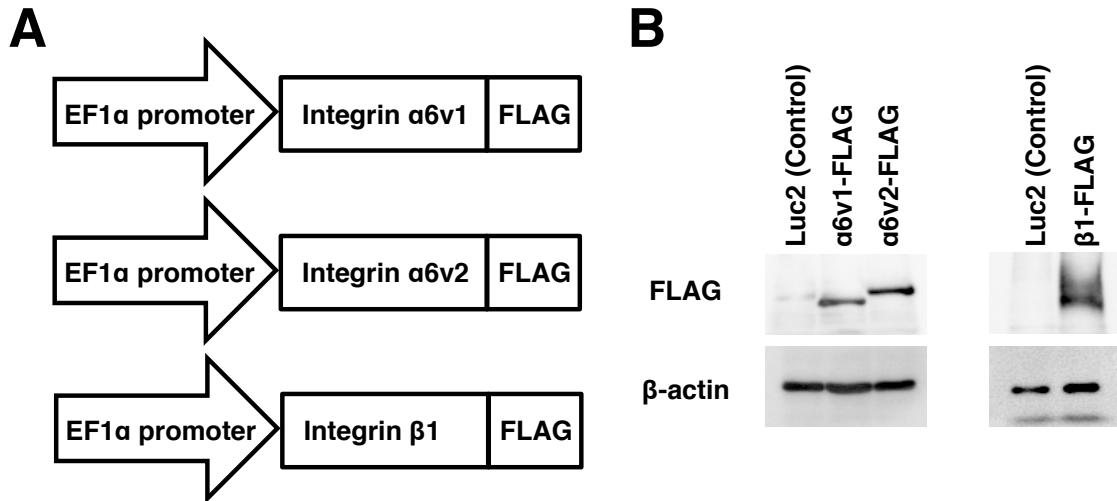 A
EF1α promoter Integrin α6v1 FLAG
EF1α promoter Integrin α6v2 FLAG
EF1α promoter Integrin β1 FLAG
B
Luc2 (Control)
α6v1-FLAG
α6v2-FLAG
Luc2 (Control)
β1-FLAG
FLAG
β-actin